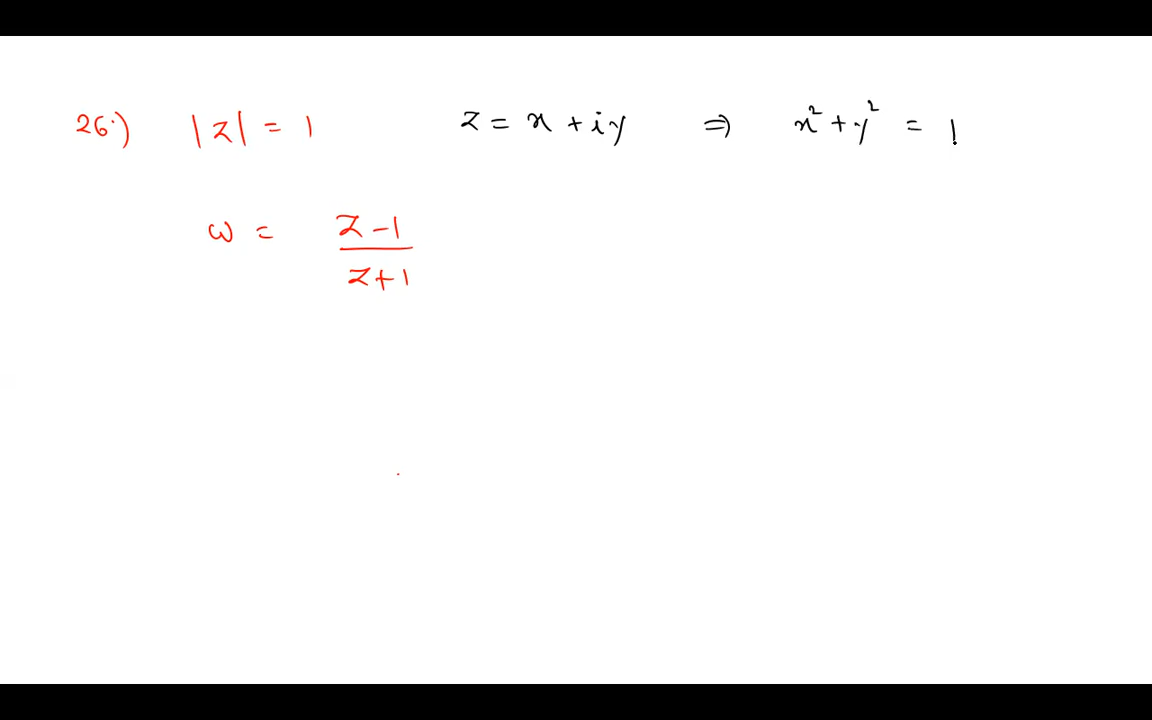 26.) |z| = 1 z = x + iy ⇒ x² + y² = 1
ω = z-1
z+1